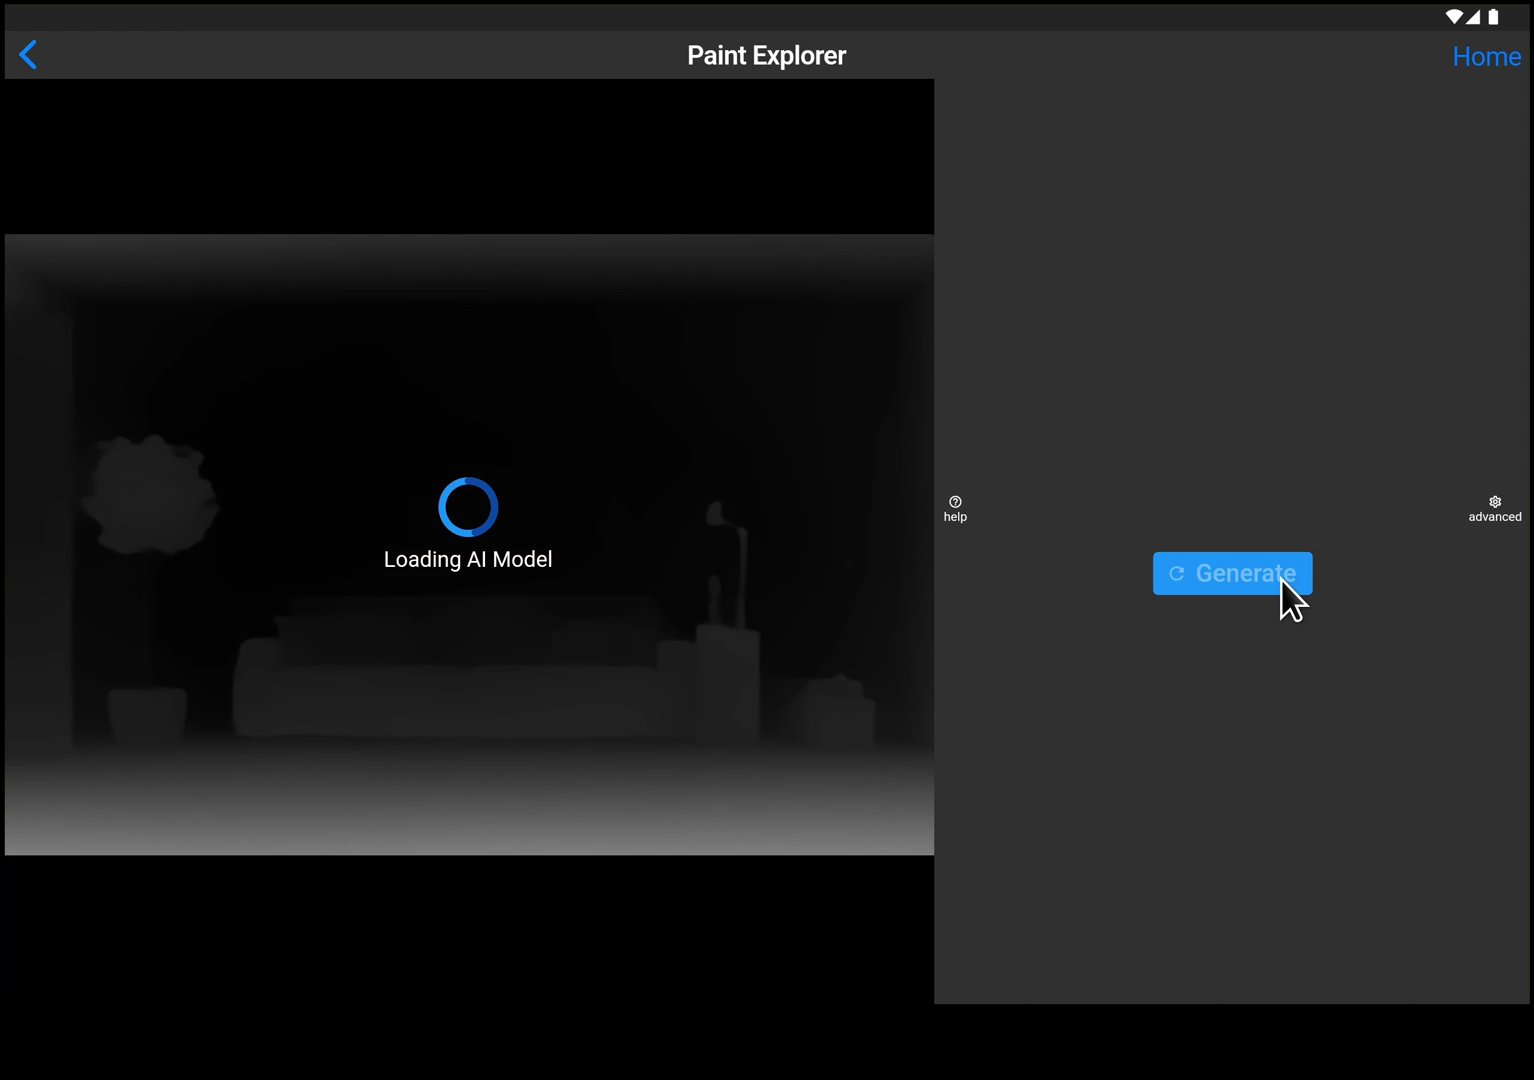 Paint Explorer
Home
Loading AI Model
help
advanced
Generate